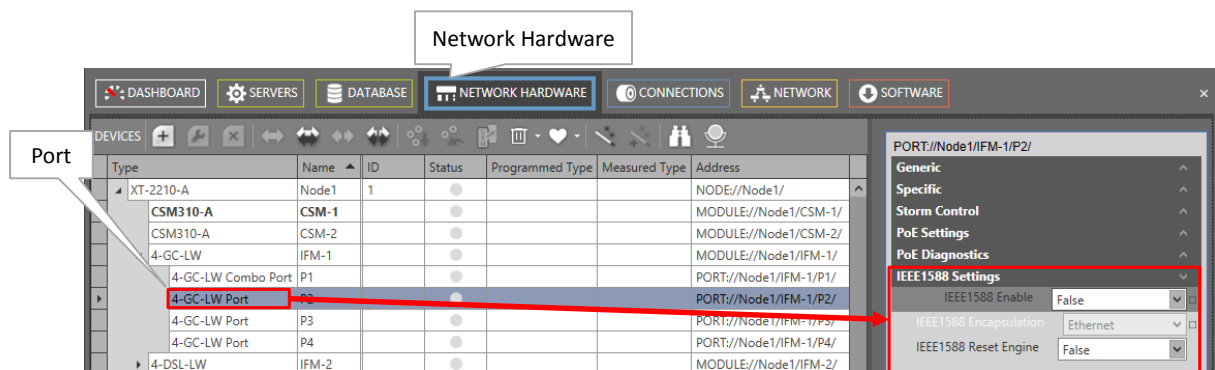 Network Hardware
DASHBOARD SERVERS DATABASE NETWORK HARDWARE CONNECTIONS NETWORK SOFTWARE ×
DEVICES
Port
Type Name ID Status Programmed Type Measured Type Address
XT-2210-A Node1 1 NODE://Node1/
CSM310-A CSM-1 MODULE://Node1/CSM-1/
CSM310-A CSM-2 MODULE://Node1/CSM-2/
4-GC-LW IFM-1 MODULE://Node1/IFM-1/
4-GC-LW Combo Port P1 PORT://Node1/IFM-1/P1/
4-GC-LW Port P2 PORT://Node1/IFM-1/P2/
4-GC-LW Port P3 PORT://Node1/IFM-1/P3/
4-GC-LW Port P4 PORT://Node1/IFM-1/P4/
4-DSL-LW IFM-2 MODULE://Node1/IFM-2/
PORT://Node1/IFM-1/P2/
Generic
Specific
Storm Control
PoE Settings
PoE Diagnostics
IEEE1588 Settings
IEEE1588 Enable False
IEEE1588 Encapsulation Ethernet
IEEE1588 Reset Engine False